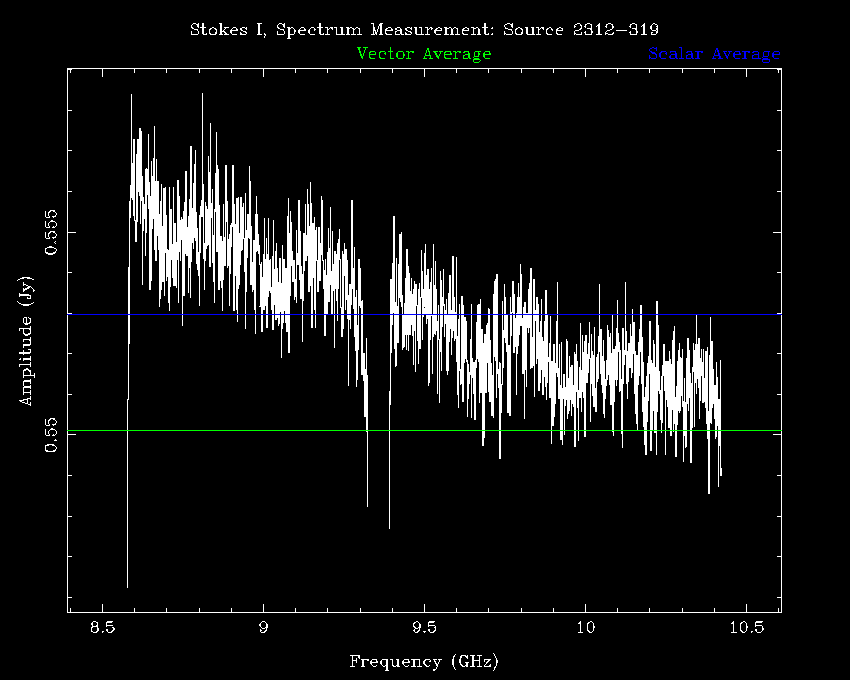 Stokes I, Spectrum Measurement: Source 2312−319
Vector Average
Scalar Average
0.555
0.55
Amplitude (Jy)
8.5 9 9.5 10 10.5
Frequency (GHz)